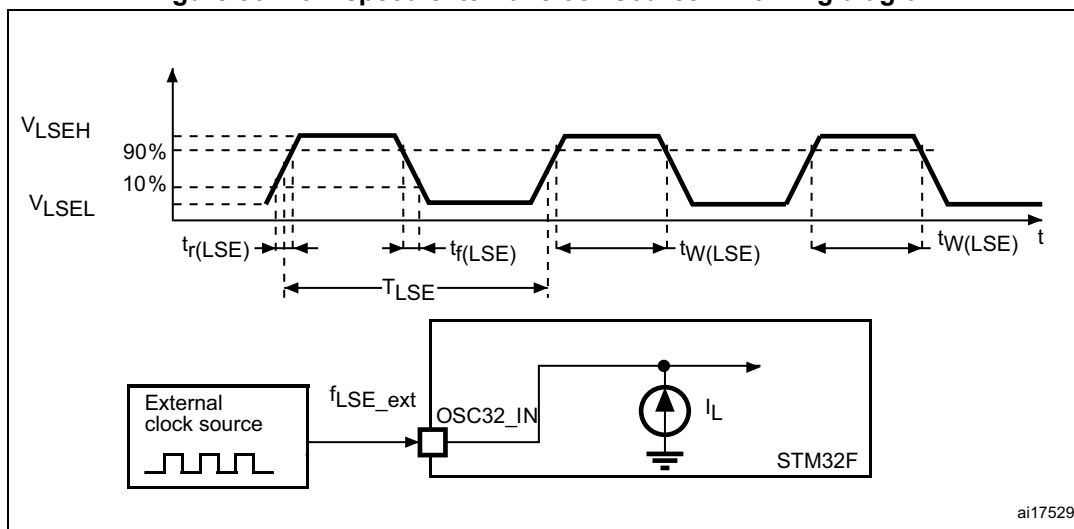 V_LSEH
90%
10%
V_LSEL
t_r(LSE)
t_f(LSE)
t_W(LSE)
t_W(LSE)
t
T_LSE
External
clock source
f_LSE_ext
OSC32_IN
I_L
STM32F
ai17529